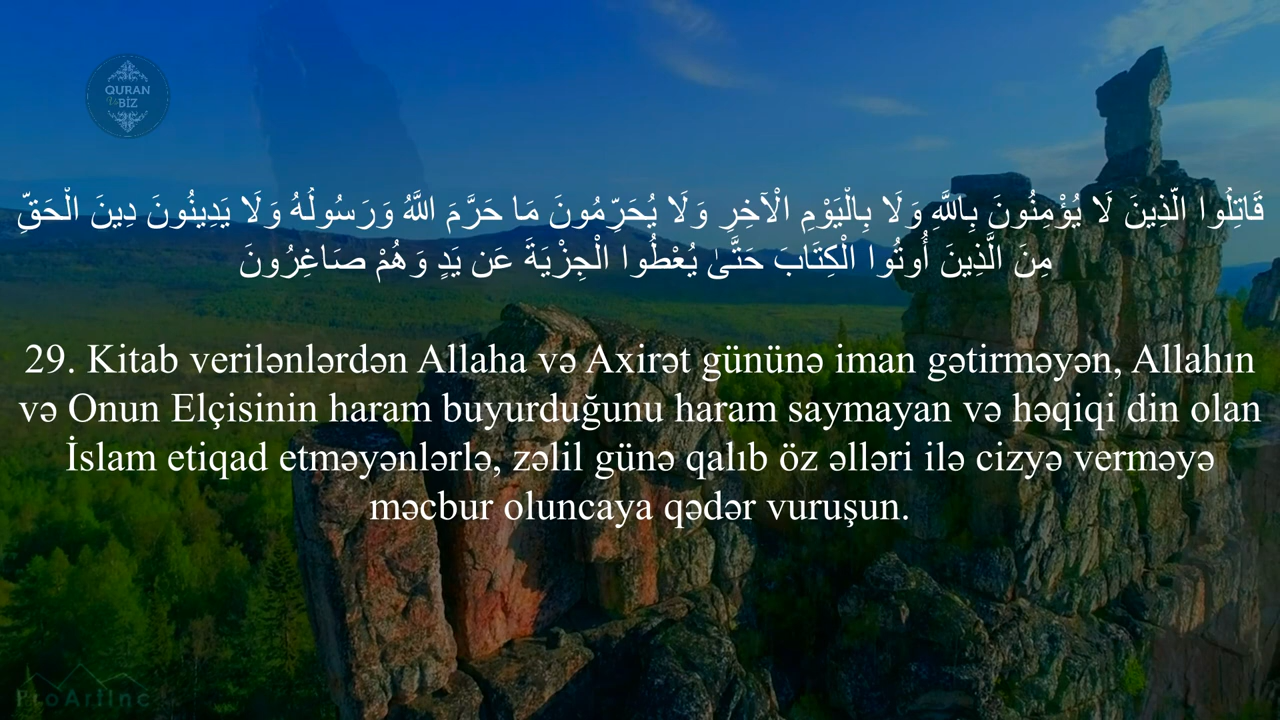 QURAN
Və BİZ
قَاتِلُوا الَّذِينَ لَا يُؤْمِنُونَ بِاللَّهِ وَلَا بِالْيَوْمِ الْآخِرِ وَلَا يُحَرِّمُونَ مَا حَرَّمَ اللَّهُ وَرَسُولُهُ وَلَا يَدِينُونَ دِينَ الْحَقِّ
مِنَ الَّذِينَ أُوتُوا الْكِتَابَ حَتَّىٰ يُعْطُوا الْجِزْيَةَ عَن يَدٍ وَهُمْ صَاغِرُونَ
29. Kitab verilənlərdən Allaha və Axirət gününə iman gətirməyən, Allahın
və Onun Elçisinin haram buyurduğunu haram saymayan və həqiqi din olan
İslam etiqad etməyənlərlə, zəlil günə qalıb öz əlləri ilə cizyə verməyə
məcbur oluncaya qədər vuruşun.
ProArtInc